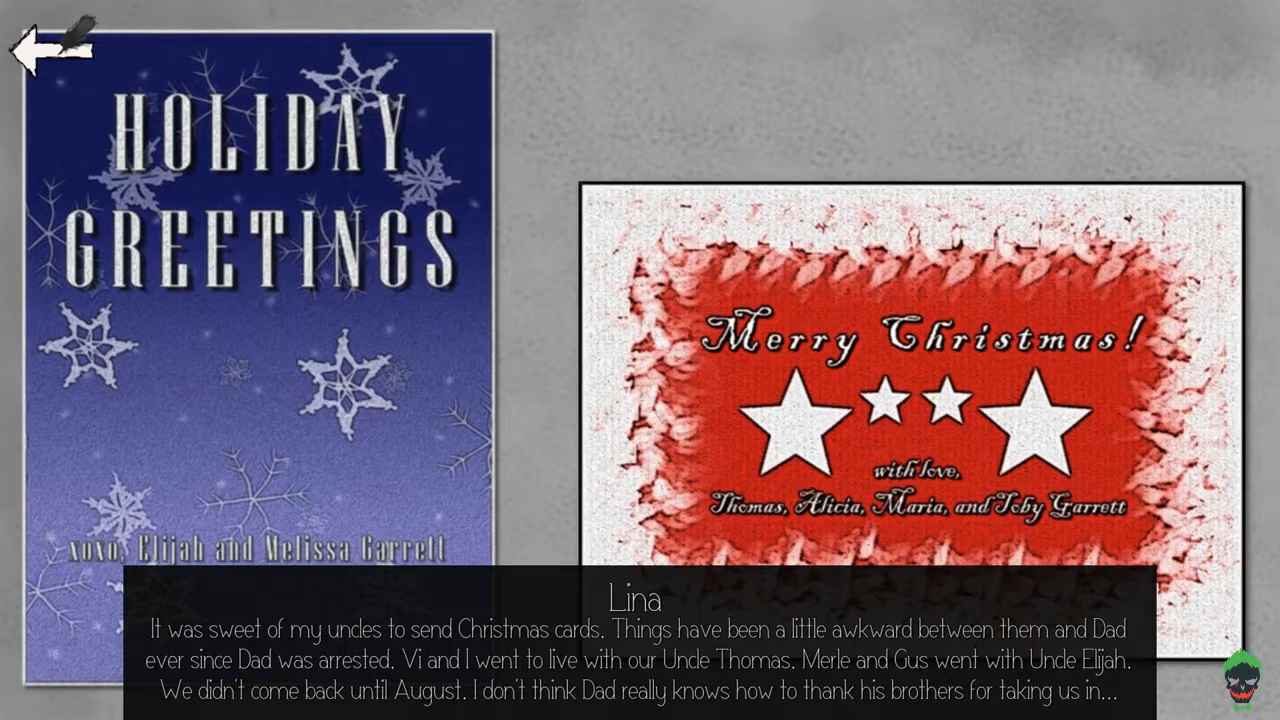 HOLIDAY
GREETINGS
xoxo, Elijah and Melissa Garrett
Merry Christmas!
with love,
Thomas, Alicia, Maria, and Toby Garrett
Lina
It was sweet of my uncles to send Christmas cards. Things have been a little awkward between them and Dad
ever since Dad was arrested. Vi and I went to live with our Uncle Thomas. Merle and Gus went with Uncle Elijah.
We didn't come back until August. I don't think Dad really knows how to thank his brothers for taking us in...